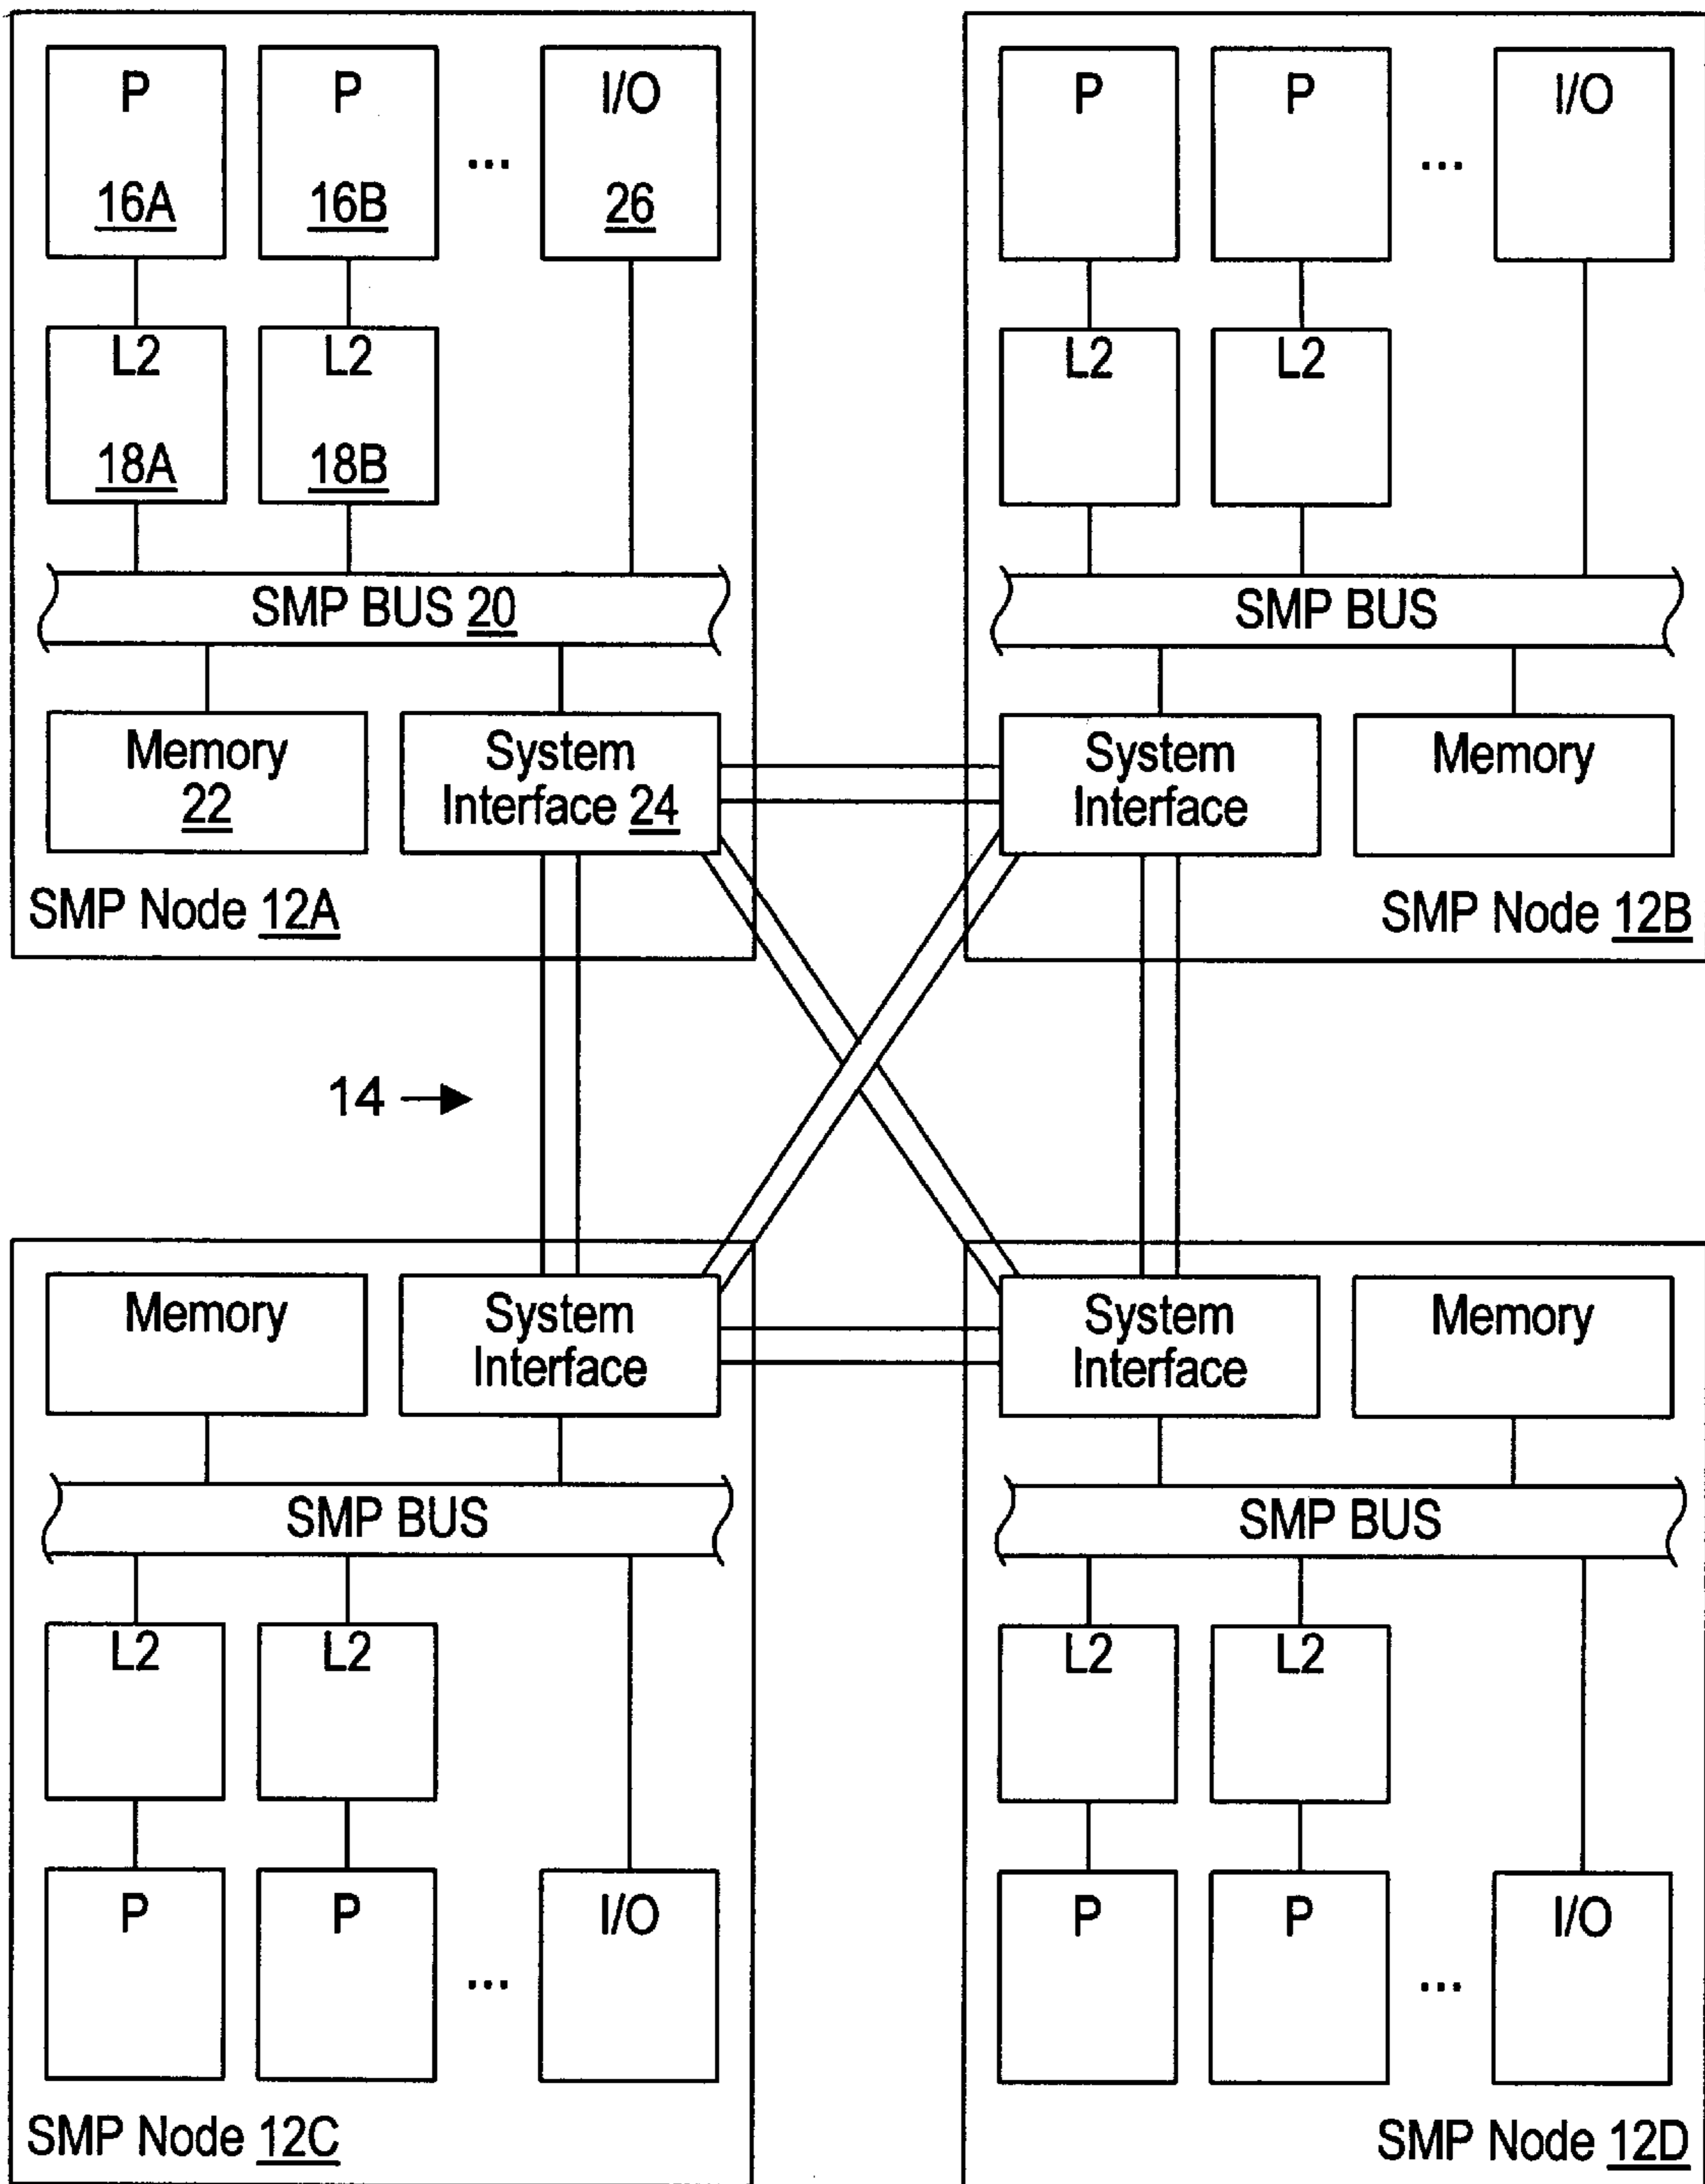 P
16A
P
16B
...
I/O
26
L2
18A
L2
18B
SMP BUS 20
Memory
22
System
Interface 24
SMP Node 12A
P
P
...
I/O
L2
L2
SMP BUS
System
Interface
Memory
SMP Node 12B
14
Memory
System
Interface
SMP BUS
L2
L2
P
P
...
I/O
SMP Node 12C
System
Interface
Memory
SMP BUS
L2
L2
P
P
...
I/O
SMP Node 12D